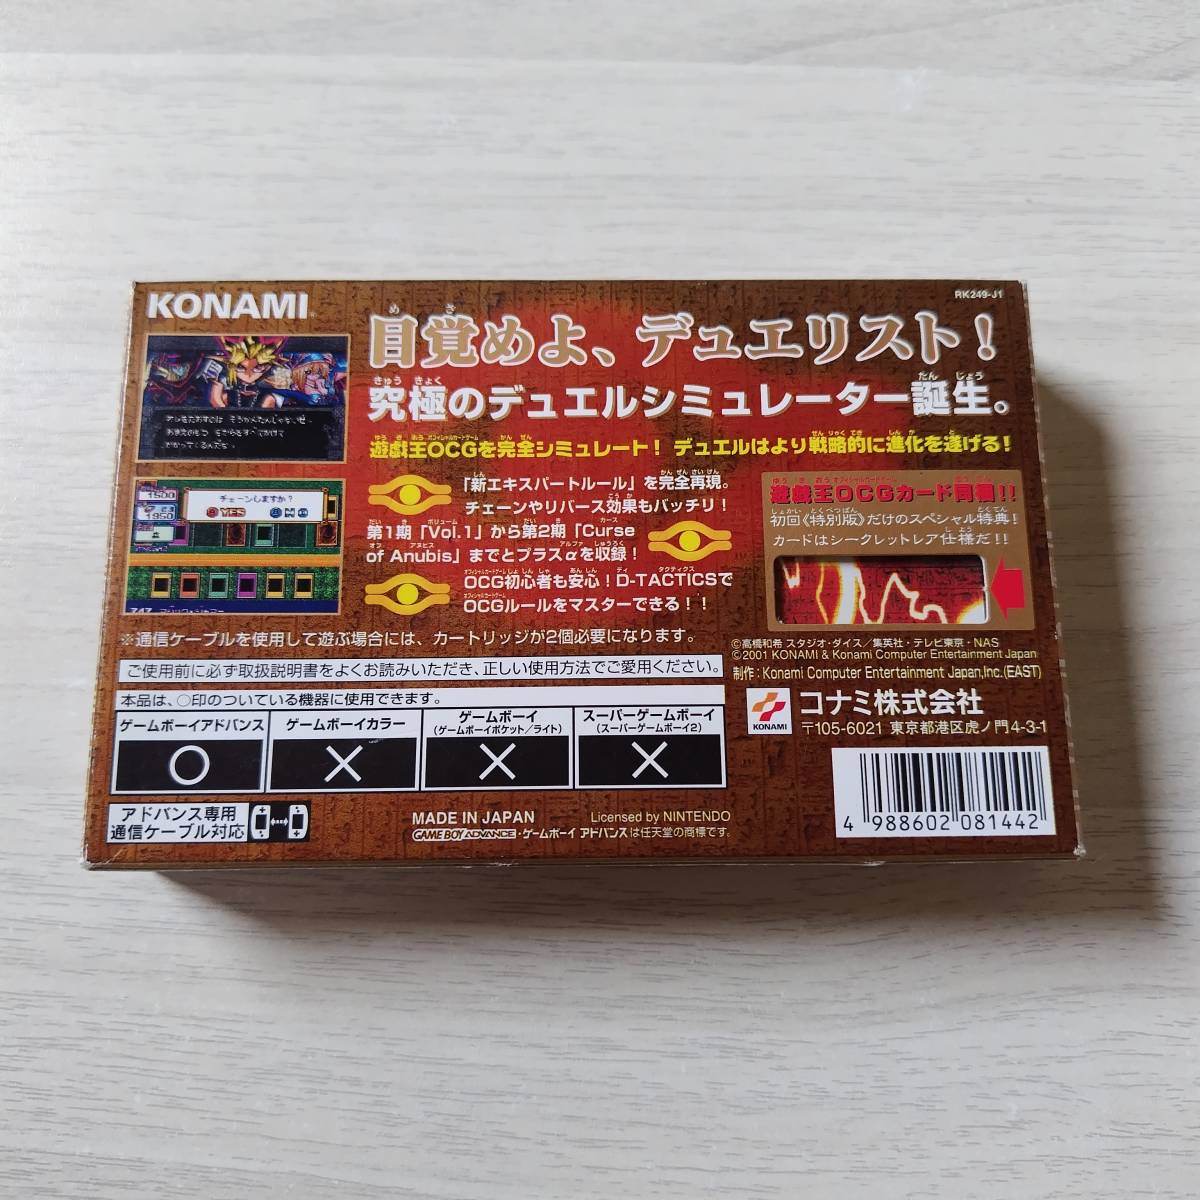 KONAMI
RK249-J1
目覚めよ、デュエリスト!
究極のデュエルシミュレーター誕生。
遊戯王OCGを完全シミュレート! デュエルはより戦略的に進化を遂げる!
「新エキスパートルール」を完全再現。
チェーンやリバース効果もバッチリ!
第1期「Vol.1」から第2期「Curse
of Anubis」までとプラスαを収録!
OCG初心者も安心!D-TACTICSで
OCGルールをマスターできる!!
遊戯王OCGカード同梱!!
初回《特別版》だけのスペシャル特典!
カードはシークレットレア仕様だ!!
チェーンしますか?
YES
NO
1500
1950
※通信ケーブルを使用して遊ぶ場合には、カートリッジが2個必要になります。
ご使用前に必ず取扱説明書をよくお読みいただき、正しい使用方法でご愛用ください。
本品は、○印のついている機器に使用できます。
ゲームボーイアドバンス
ゲームボーイカラー
ゲームボーイ
(ゲームボーイポケット/ライト)
スーパーゲームボーイ
(スーパーゲームボーイ2)
○
×
×
×
アドバンス専用
通信ケーブル対応
MADE IN JAPAN
Licensed by NINTENDO
GAME BOY ADVANCE・ゲームボーイ アドバンスは任天堂の商標です。
©高橋和希 スタジオ・ダイス/集英社・テレビ東京・NAS
©2001 KONAMI & Konami Computer Entertainment Japan
制作:Konami Computer Entertainment Japan,Inc.(EAST)
KONAMI
コナミ株式会社
〒105-6021 東京都港区虎ノ門4-3-1
4 988602 081442